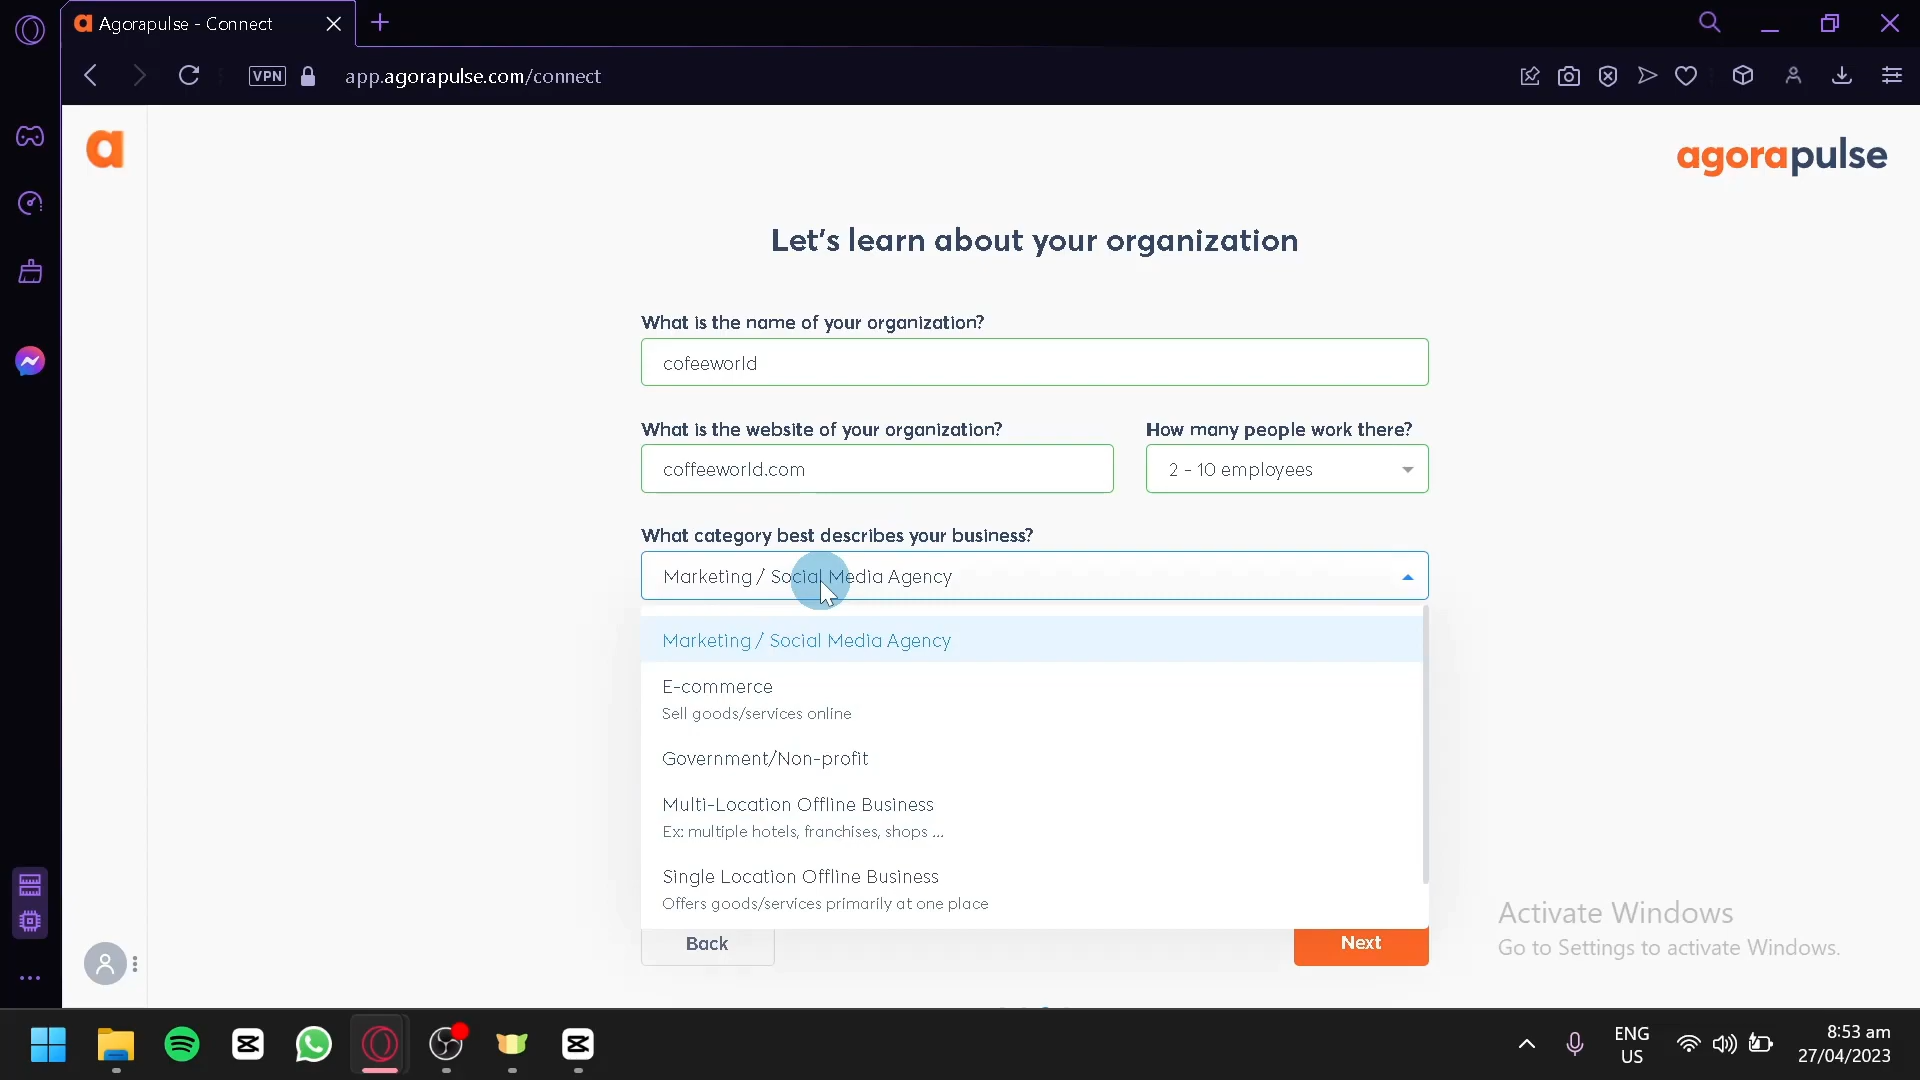 Agorapulse - Connect
VPN
app.agorapulse.com/connect
a
agorapulse
Let's learn about your organization
What is the name of your organization?
cofeeworld
What is the website of your organization?
How many people work there?
coffeeworld.com
2 - 10 employees
What category best describes your business?
Marketing / Social Media Agency
Marketing / Social Media Agency
E-commerce
Sell goods/services online
Government/Non-profit
Multi-Location Offline Business
Ex: multiple hotels, franchises, shops ...
Single Location Offline Business
Offers goods/services primarily at one place
Back
Next
Activate Windows
Go to Settings to activate Windows.
ENG
US
8:53 am
27/04/2023